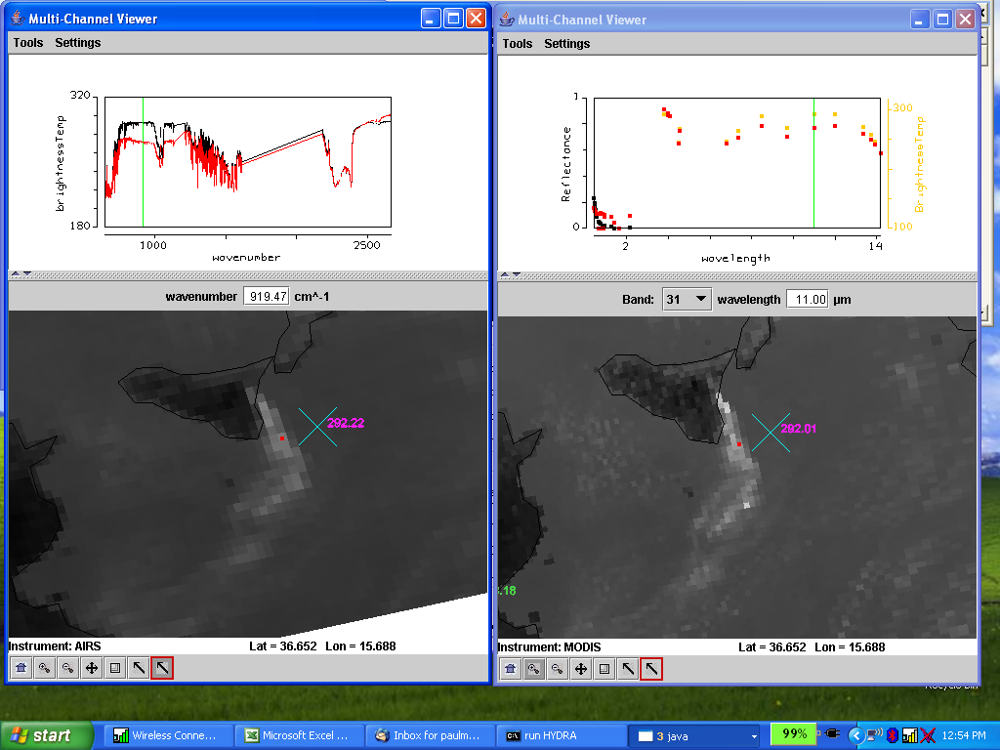 Multi-Channel Viewer
Tools Settings
320
brightnessTemp
180
1000
2500
wavenumber
wavenumber 919.47 cm^-1
292.22
Instrument: AIRS
Lat = 36.652 Lon = 15.688
Multi-Channel Viewer
Tools Settings
1
Reflectance
0
300
BrightnessTemp
100
2
14
wavelength
Band: 31 wavelength 11.00 µm
292.01
.18
Instrument: MODIS
Lat = 36.652 Lon = 15.688
Recycle Bin
start
Wireless Conne...
Microsoft Excel ...
Inbox for paulm...
run HYDRA
3 java
99%
12:54 PM